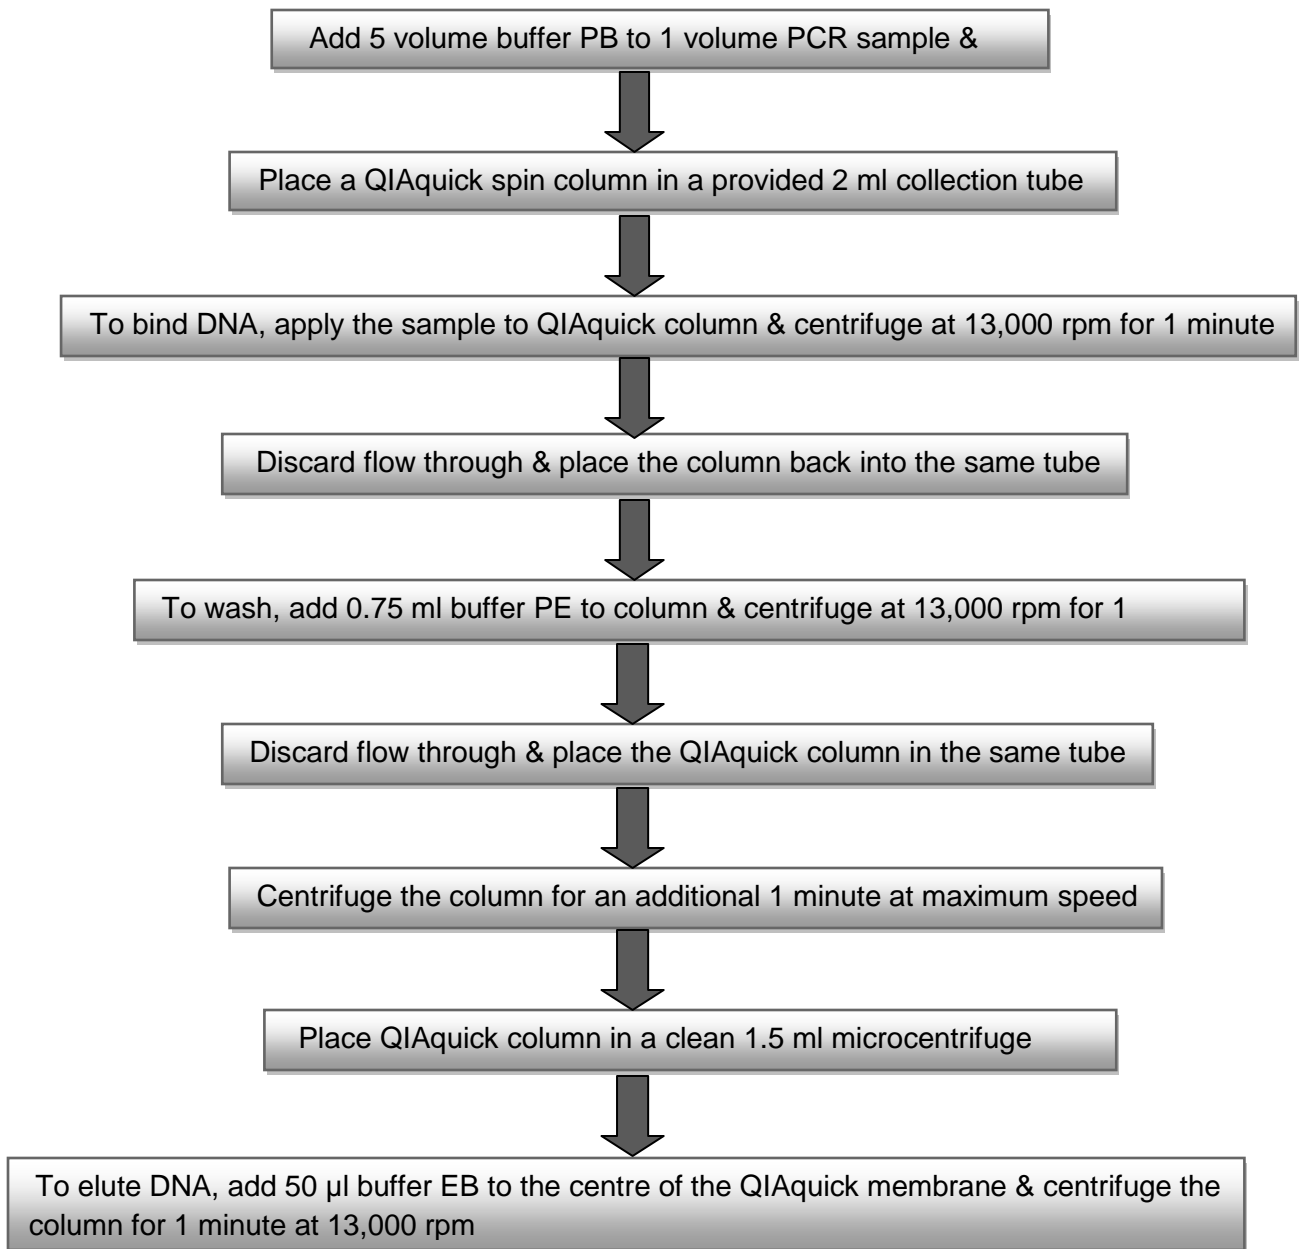 Add 5 volume buffer PB to 1 volume PCR sample &
Place a QIAquick spin column in a provided 2 ml collection tube
To bind DNA, apply the sample to QIAquick column & centrifuge at 13,000 rpm for 1 minute
Discard flow through & place the column back into the same tube
To wash, add 0.75 ml buffer PE to column & centrifuge at 13,000 rpm for 1
Discard flow through & place the QIAquick column in the same tube
Centrifuge the column for an additional 1 minute at maximum speed
Place QIAquick column in a clean 1.5 ml microcentrifuge
To elute DNA, add 50 µl buffer EB to the centre of the QIAquick membrane & centrifuge the
column for 1 minute at 13,000 rpm